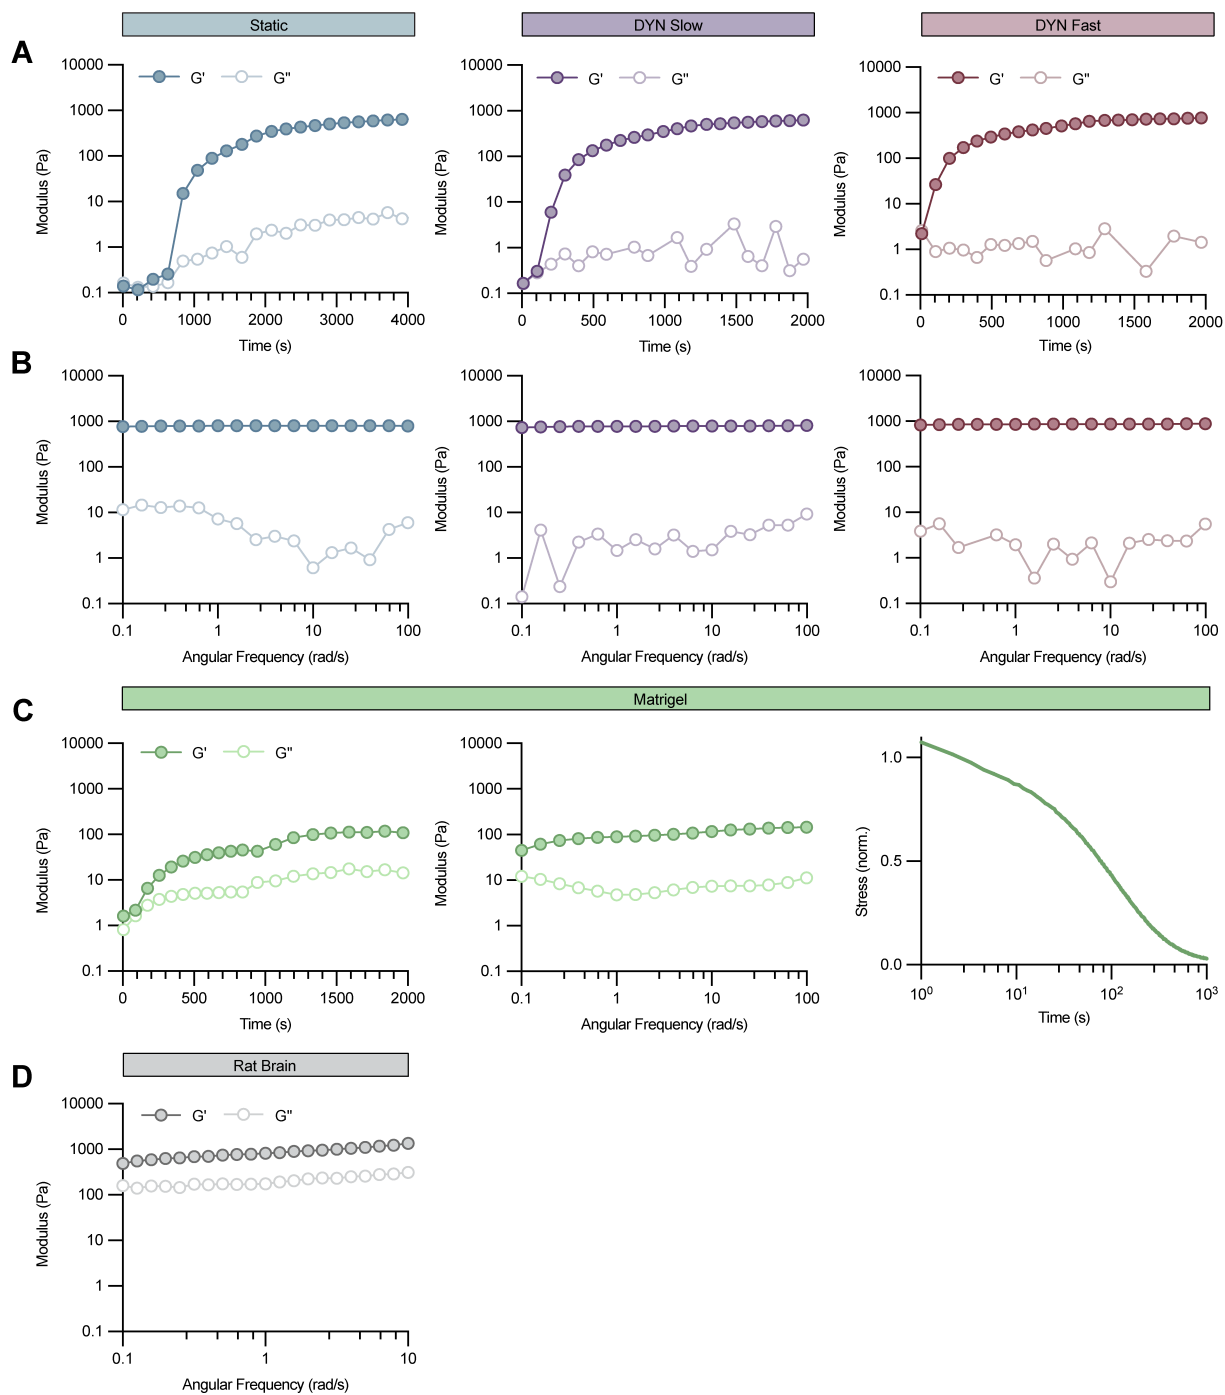 Static
DYN Slow
DYN Fast
A
G' G"
G' G"
G' G"
Modulus (Pa)
10000
1000
100
10
1
0.1
0 1000 2000 3000 4000
Time (s)
Modulus (Pa)
10000
1000
100
10
1
0.1
0 500 1000 1500 2000
Time (s)
Modulus (Pa)
10000
1000
100
10
1
0.1
0 500 1000 1500 2000
Time (s)
B
Modulus (Pa)
10000
1000
100
10
1
0.1
0.1 1 10 100
Angular Frequency (rad/s)
Modulus (Pa)
10000
1000
100
10
1
0.1
0.1 1 10 100
Angular Frequency (rad/s)
Modulus (Pa)
10000
1000
100
10
1
0.1
0.1 1 10 100
Angular Frequency (rad/s)
Matrigel
C
G' G"
Modulus (Pa)
10000
1000
100
10
1
0.1
0 500 1000 1500 2000
Time (s)
Modulus (Pa)
10000
1000
100
10
1
0.1
0.1 1 10 100
Angular Frequency (rad/s)
Stress (norm.)
1.0
0.5
0.0
10⁰ 10¹ 10² 10³
Time (s)
Rat Brain
D
G' G"
Modulus (Pa)
10000
1000
100
10
1
0.1
0.1 1 10
Angular Frequency (rad/s)